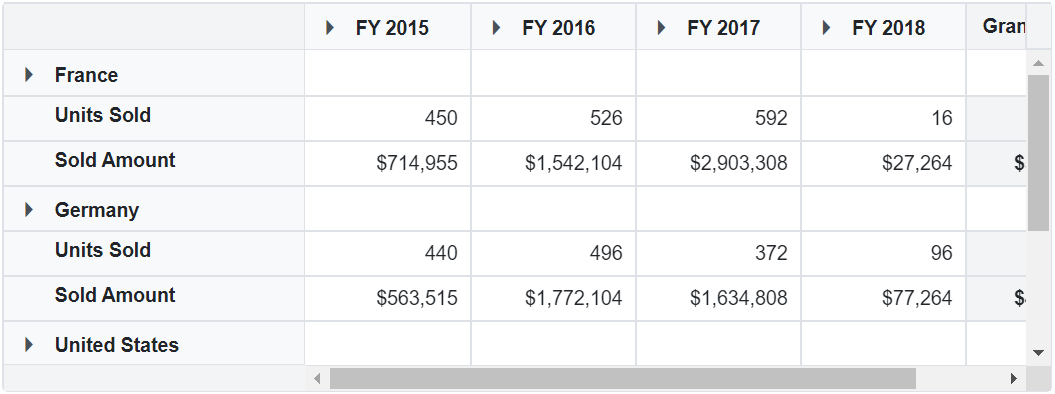 FY 2015 FY 2016 FY 2017 FY 2018 Gran
France
Units Sold 450 526 592 16
Sold Amount $714,955 $1,542,104 $2,903,308 $27,264 $
Germany
Units Sold 440 496 372 96
Sold Amount $563,515 $1,772,104 $1,634,808 $77,264 $
United States